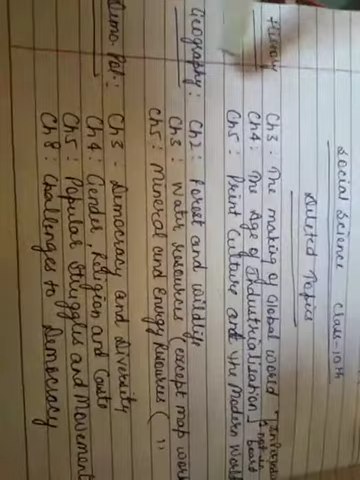 Social Science Class-10th
Deleted Topics
History Ch3: The making of Global World
Ch4: The Age of Industrialisation
Ch5: Print Culture and the Modern World
Geography: Ch2: Forest and wildlife
Ch3: Water resources (except map work
Ch5: Mineral and Energy Resources ( "
Demo. Pol: Ch3: Democracy and diversity
Ch4: Gender, Religion and Caste
Ch5: Popular Struggles and Movement
Ch8: Challenges to Democracy